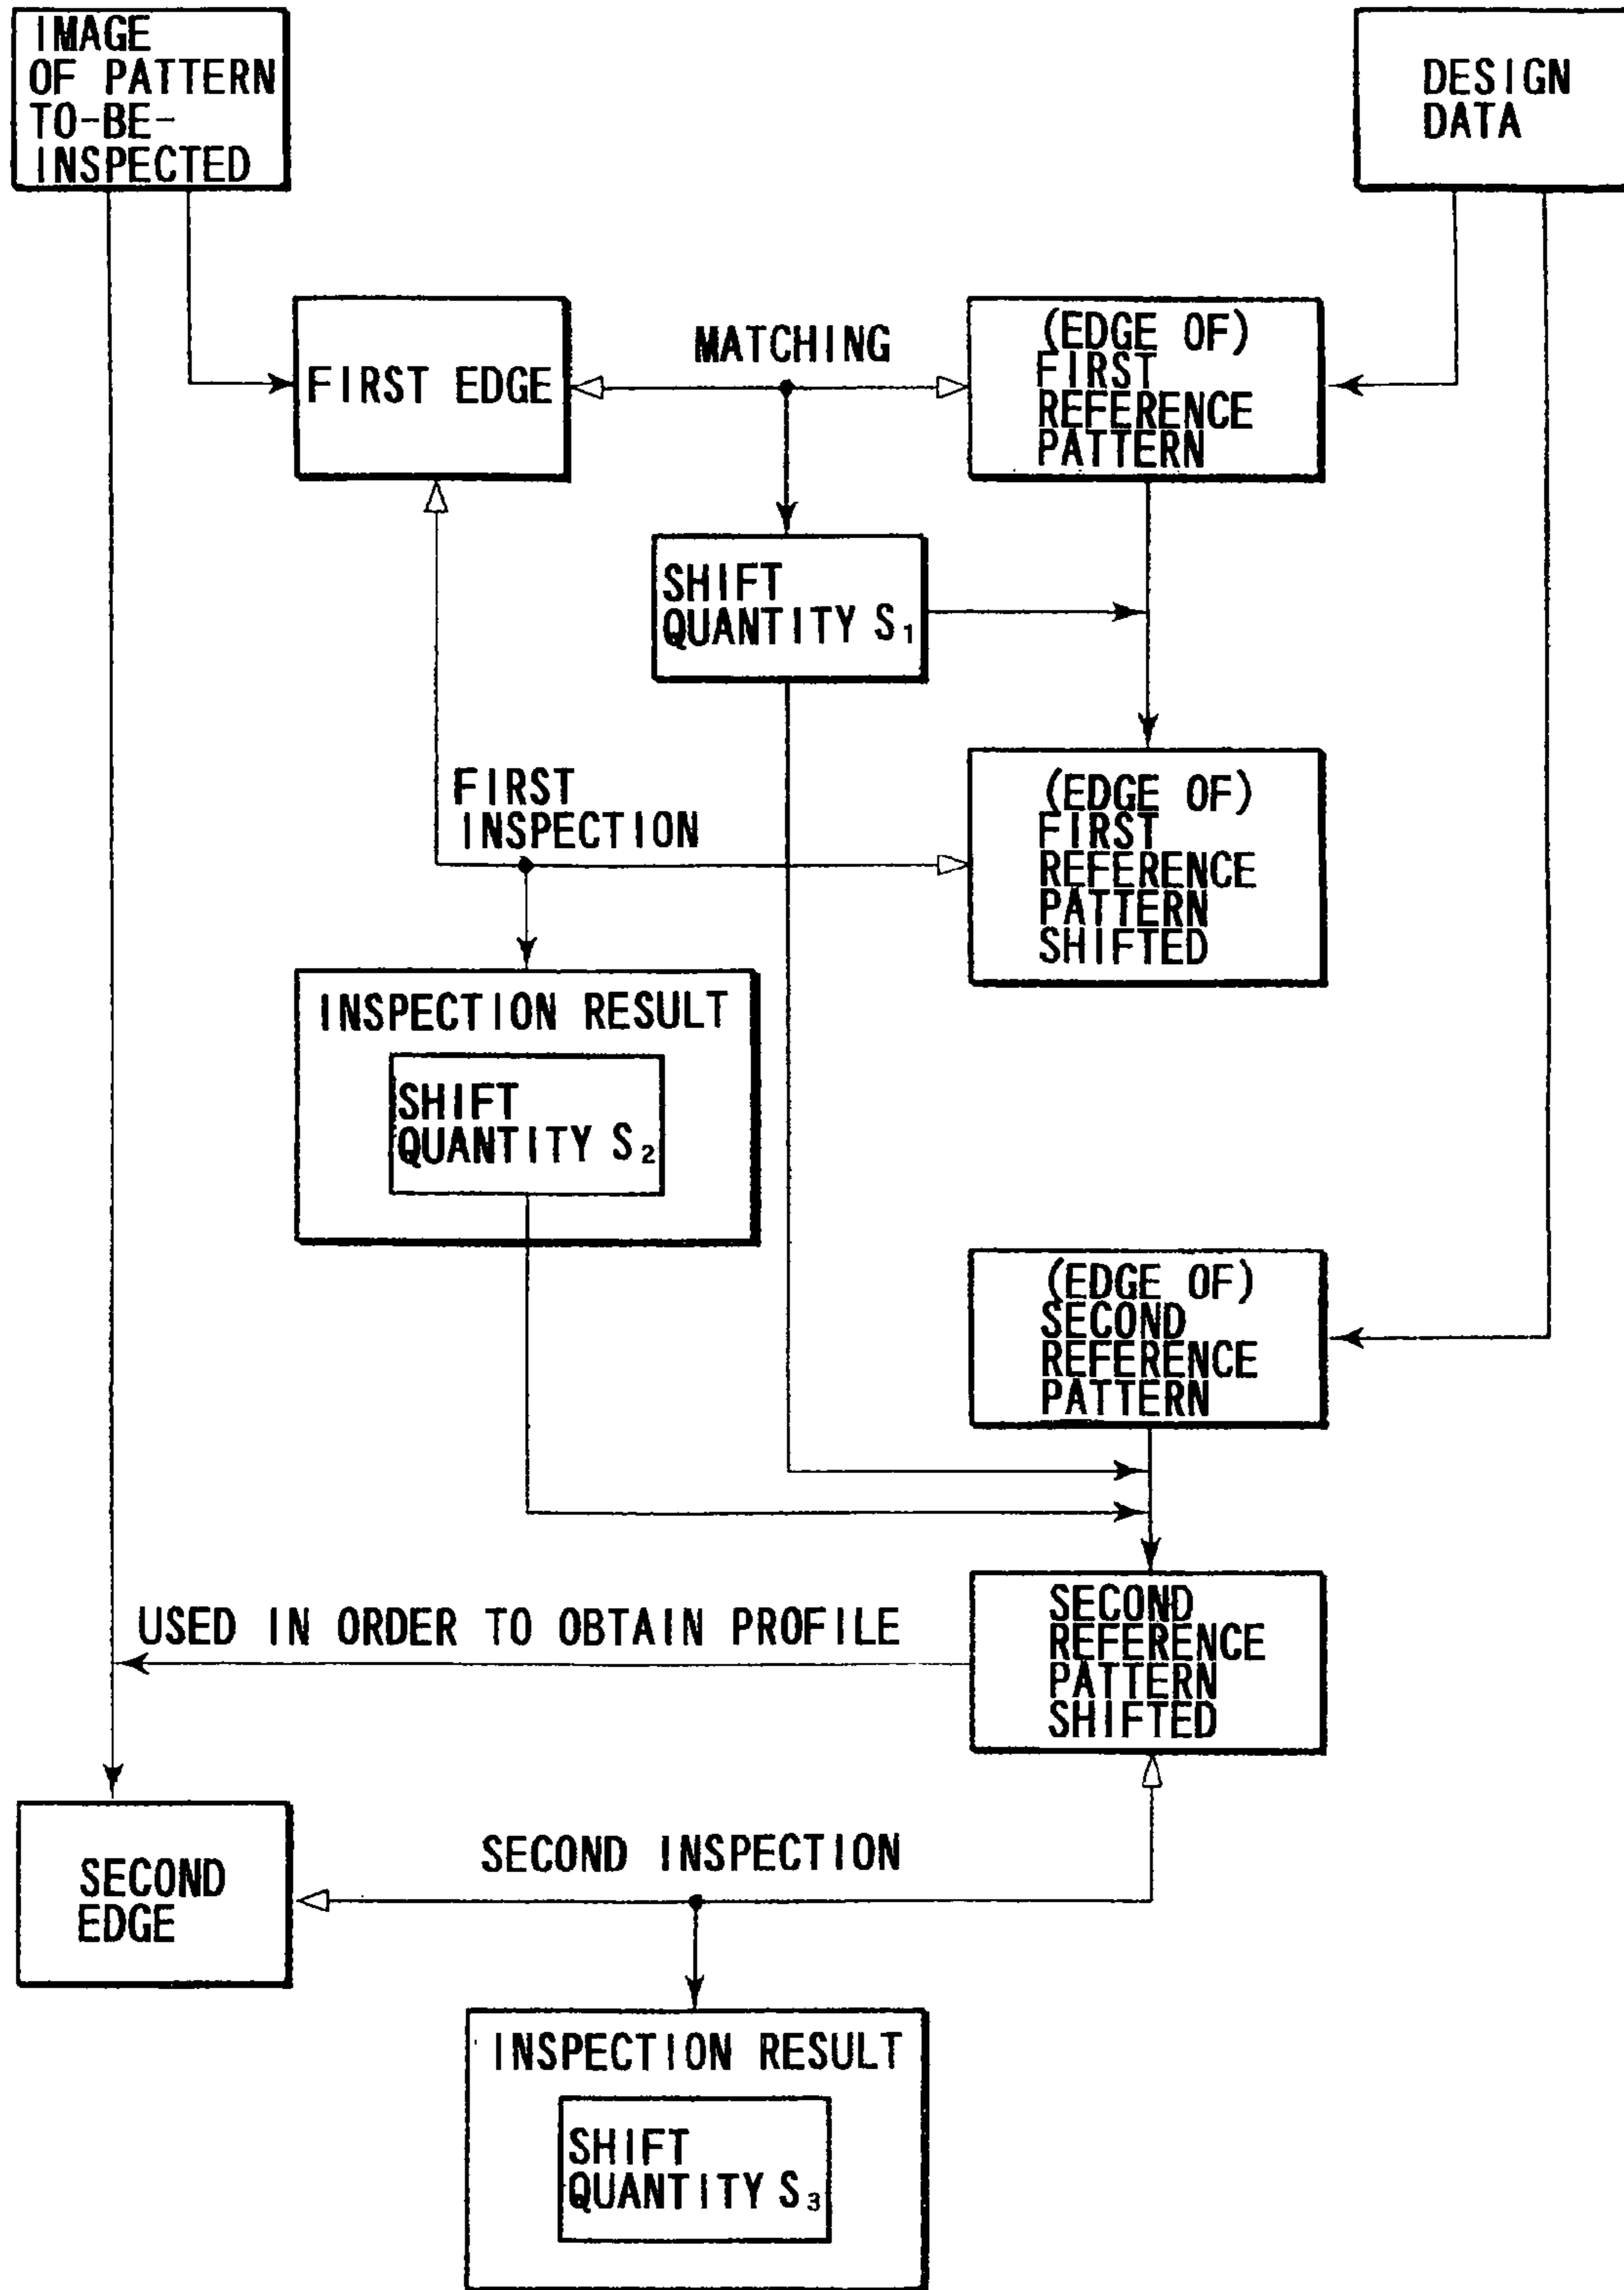 IMAGE
OF PATTERN
TO-BE-
INSPECTED
DESIGN
DATA
FIRST EDGE
MATCHING
(EDGE OF)
FIRST
REFERENCE
PATTERN
SHIFT
QUANTITY S₁
FIRST
INSPECTION
(EDGE OF)
FIRST
REFERENCE
PATTERN
SHIFTED
INSPECTION RESULT
SHIFT
QUANTITY S₂
(EDGE OF)
SECOND
REFERENCE
PATTERN
USED IN ORDER TO OBTAIN PROFILE
SECOND
REFERENCE
PATTERN
SHIFTED
SECOND
EDGE
SECOND INSPECTION
INSPECTION RESULT
SHIFT
QUANTITY S₃